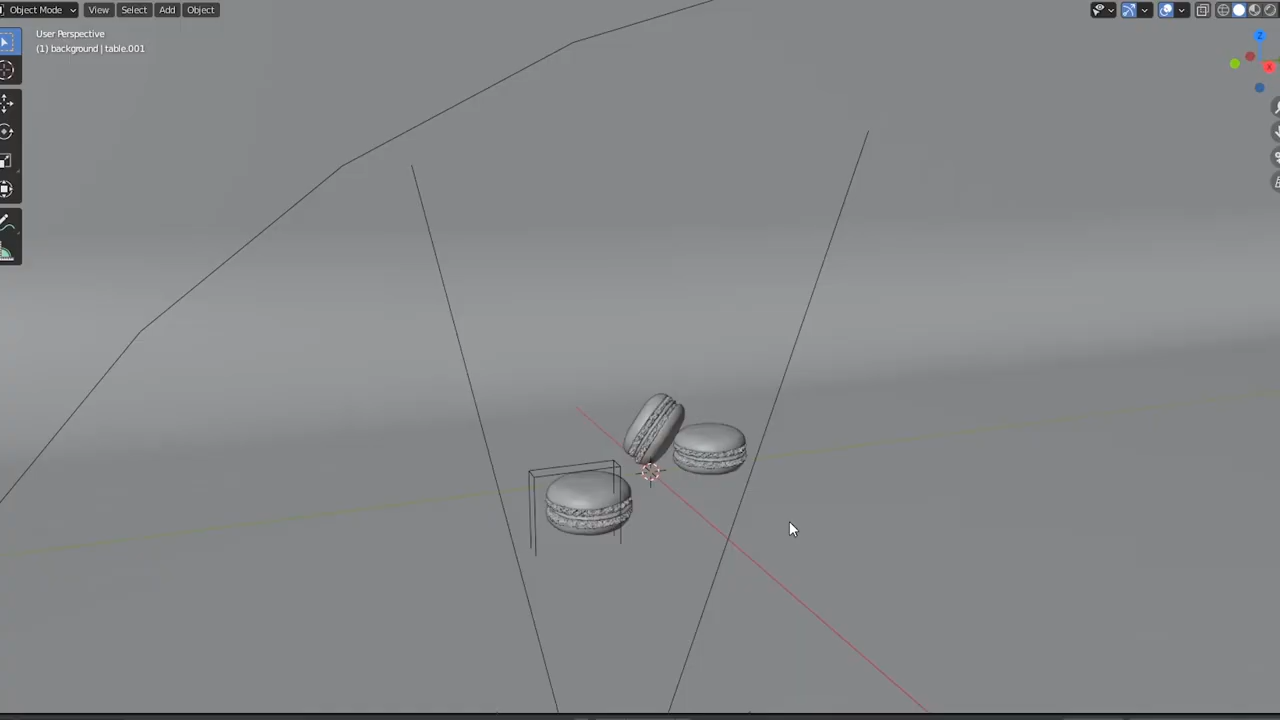 Object Mode View Select Add Object
User Perspective
(1) background | table.001
Z
X